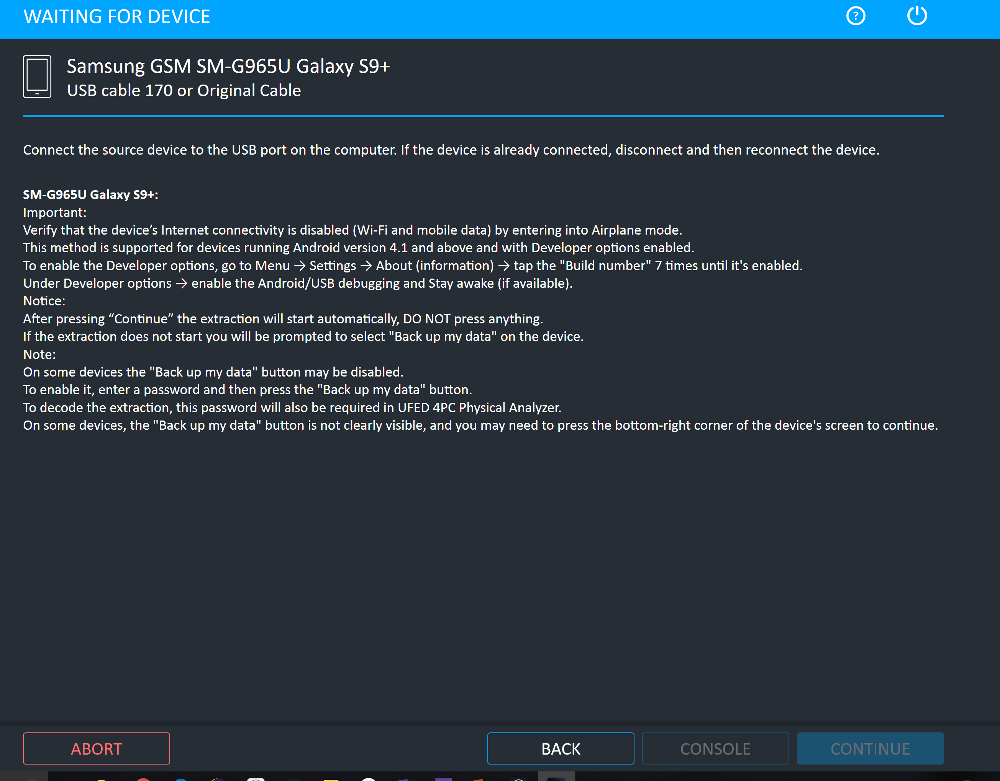 WAITING FOR DEVICE
?
Samsung GSM SM-G965U Galaxy S9+
USB cable 170 or Original Cable
Connect the source device to the USB port on the computer. If the device is already connected, disconnect and then reconnect the device.
SM-G965U Galaxy S9+:
Important:
Verify that the device’s Internet connectivity is disabled (Wi-Fi and mobile data) by entering into Airplane mode.
This method is supported for devices running Android version 4.1 and above and with Developer options enabled.
To enable the Developer options, go to Menu → Settings → About (information) → tap the "Build number" 7 times until it's enabled.
Under Developer options → enable the Android/USB debugging and Stay awake (if available).
Notice:
After pressing “Continue” the extraction will start automatically, DO NOT press anything.
If the extraction does not start you will be prompted to select "Back up my data" on the device.
Note:
On some devices the "Back up my data" button may be disabled.
To enable it, enter a password and then press the "Back up my data" button.
To decode the extraction, this password will also be required in UFED 4PC Physical Analyzer.
On some devices, the "Back up my data" button is not clearly visible, and you may need to press the bottom-right corner of the device's screen to continue.
ABORT BACK CONSOLE CONTINUE